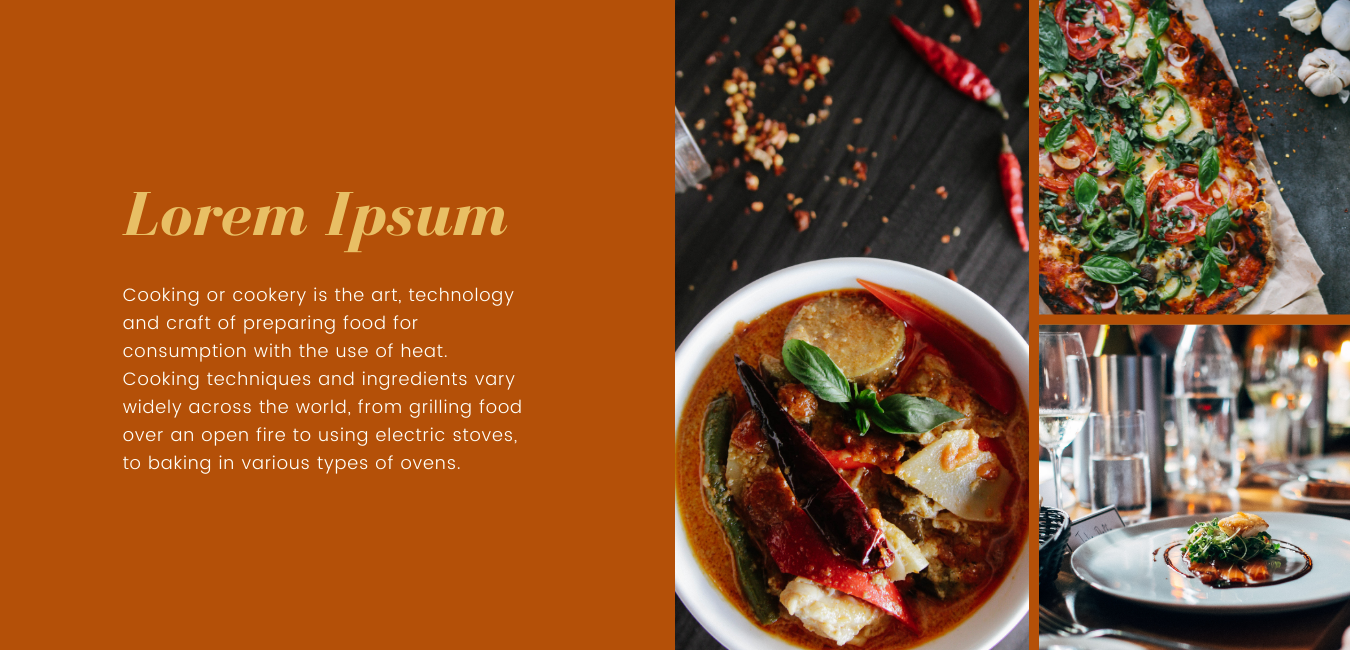 Lorem Ipsum
Cooking or cookery is the art, technology
and craft of preparing food for
consumption with the use of heat.
Cooking techniques and ingredients vary
widely across the world, from grilling food
over an open fire to using electric stoves,
to baking in various types of ovens.